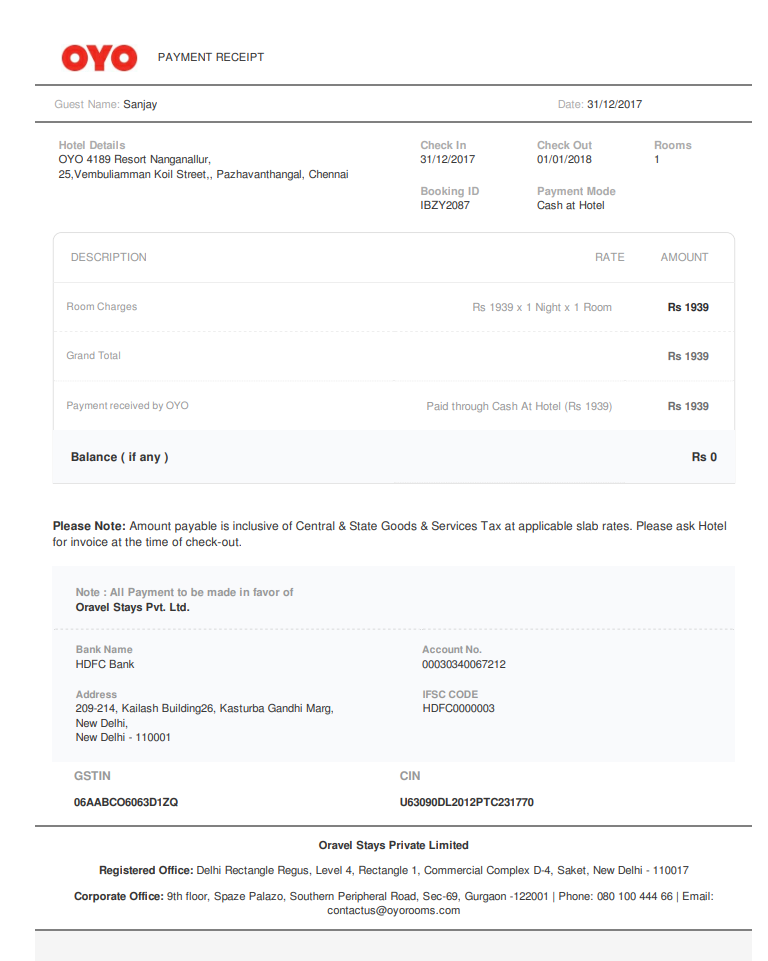 OYO PAYMENT RECEIPT
Guest Name: Sanjay Date: 31/12/2017
Hotel Details Check In Check Out Rooms
OYO 4189 Resort Nanganallur, 31/12/2017 01/01/2018 1
25,Vembuliamman Koil Street,, Pazhavanthangal, Chennai
Booking ID Payment Mode
IBZY2087 Cash at Hotel
DESCRIPTION RATE AMOUNT
Room Charges Rs 1939 x 1 Night x 1 Room Rs 1939
Grand Total Rs 1939
Payment received by OYO Paid through Cash At Hotel (Rs 1939) Rs 1939
Balance ( if any ) Rs 0
Please Note: Amount payable is inclusive of Central & State Goods & Services Tax at applicable slab rates. Please ask Hotel
for invoice at the time of check-out.
Note : All Payment to be made in favor of
Oravel Stays Pvt. Ltd.
Bank Name Account No.
HDFC Bank 00030340067212
Address IFSC CODE
209-214, Kailash Building26, Kasturba Gandhi Marg, HDFC0000003
New Delhi,
New Delhi - 110001
GSTIN CIN
06AABCO6063D1ZQ U63090DL2012PTC231770
Oravel Stays Private Limited
Registered Office: Delhi Rectangle Regus, Level 4, Rectangle 1, Commercial Complex D-4, Saket, New Delhi - 110017
Corporate Office: 9th floor, Spaze Palazo, Southern Peripheral Road, Sec-69, Gurgaon -122001 | Phone: 080 100 444 66 | Email:
contactus@oyorooms.com